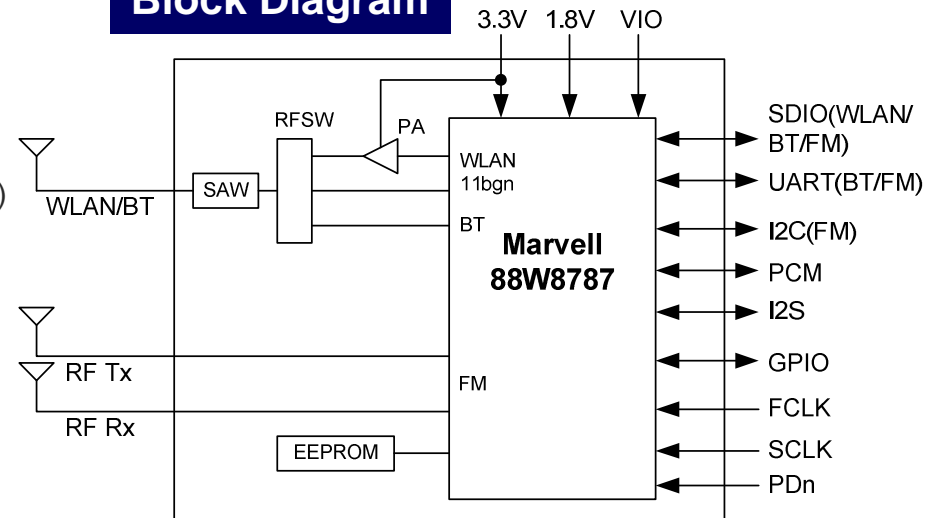 Block Diagram
3.3V 1.8V VIO
RFSW
PA
SDIO(WLAN/
BT/FM)
WLAN
11bgn
SAW
UART(BT/FM)
)
WLAN/BT
BT
I2C(FM)
Marvell
88W8787
PCM
I2S
RF Tx
GPIO
FM
FCLK
RF Rx
EEPROM
SCLK
PDn